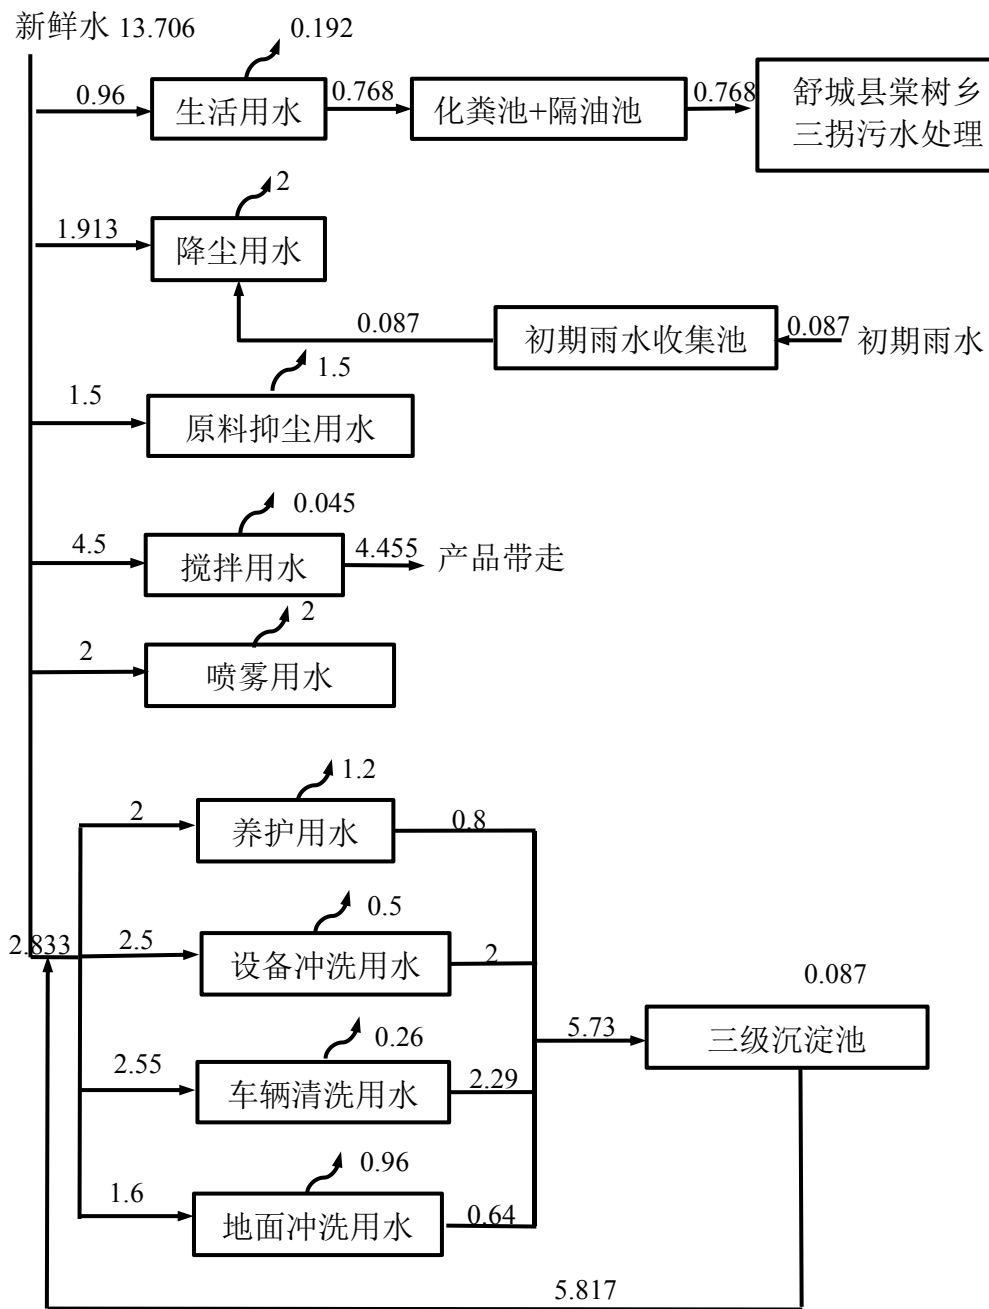 新鲜水 13.706
0.192
0.96
生活用水
0.768
化粪池+隔油池
0.768
舒城县棠树乡
三拐污水处理
2
1.913
降尘用水
0.087
初期雨水收集池
0.087
初期雨水
1.5
1.5
原料抑尘用水
0.045
4.5
搅拌用水
4.455
产品带走
2
2
喷雾用水
1.2
2
养护用水
0.8
0.5
2.833
2.5
设备冲洗用水
2
0.087
0.26
5.73
三级沉淀池
2.55
车辆清洗用水
2.29
0.96
1.6
地面冲洗用水
0.64
5.817